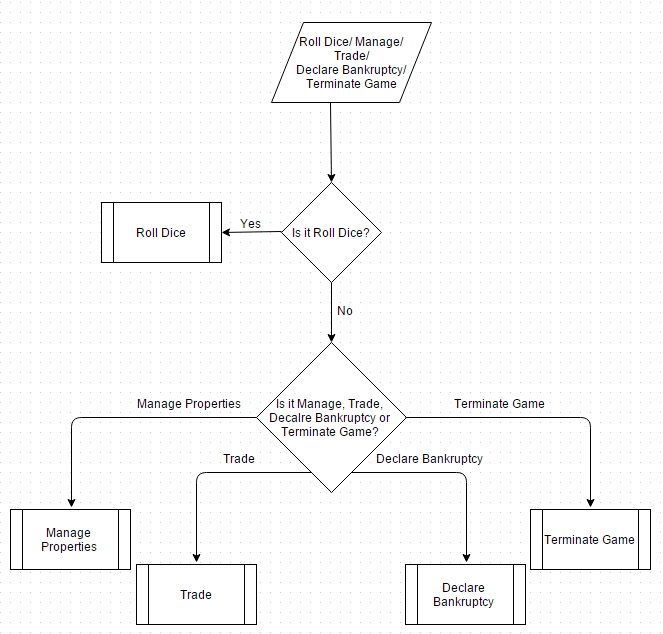 Roll Dice/ Manage/
Trade/
Declare Bankruptcy/
Terminate Game
Yes
Roll Dice
Is it Roll Dice?
No
Manage Properties
Is it Manage, Trade,
Decalre Bankruptcy or
Terminate Game?
Terminate Game
Trade
Declare Bankruptcy
Manage
Properties
Terminate Game
Trade
Declare
Bankruptcy